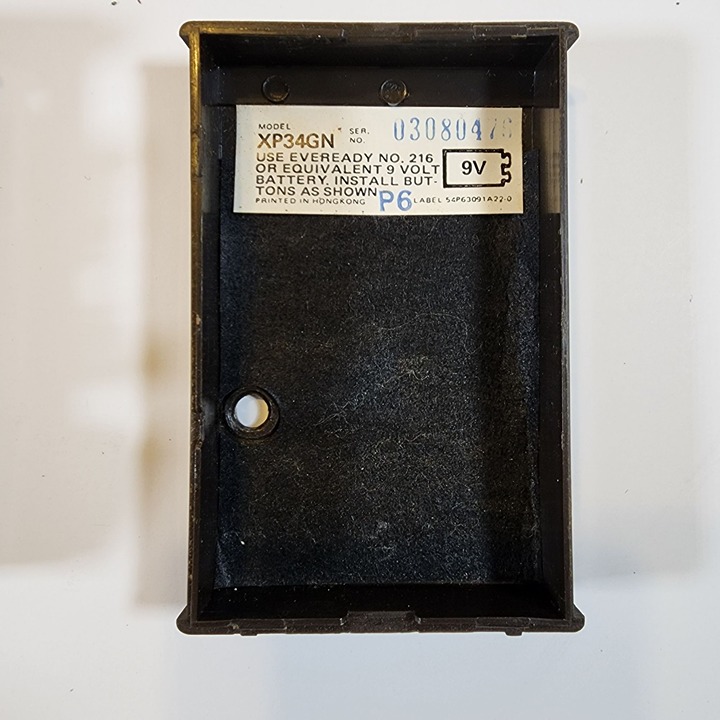 MODEL
XP34GN SER. NO.
USE EVEREADY NO. 216
OR EQUIVALENT 9 VOLT
BATTERY. INSTALL BUT-
TONS AS SHOWN
9V
PRINTED IN HONGKONG P6 LABEL 54P63091A22-0